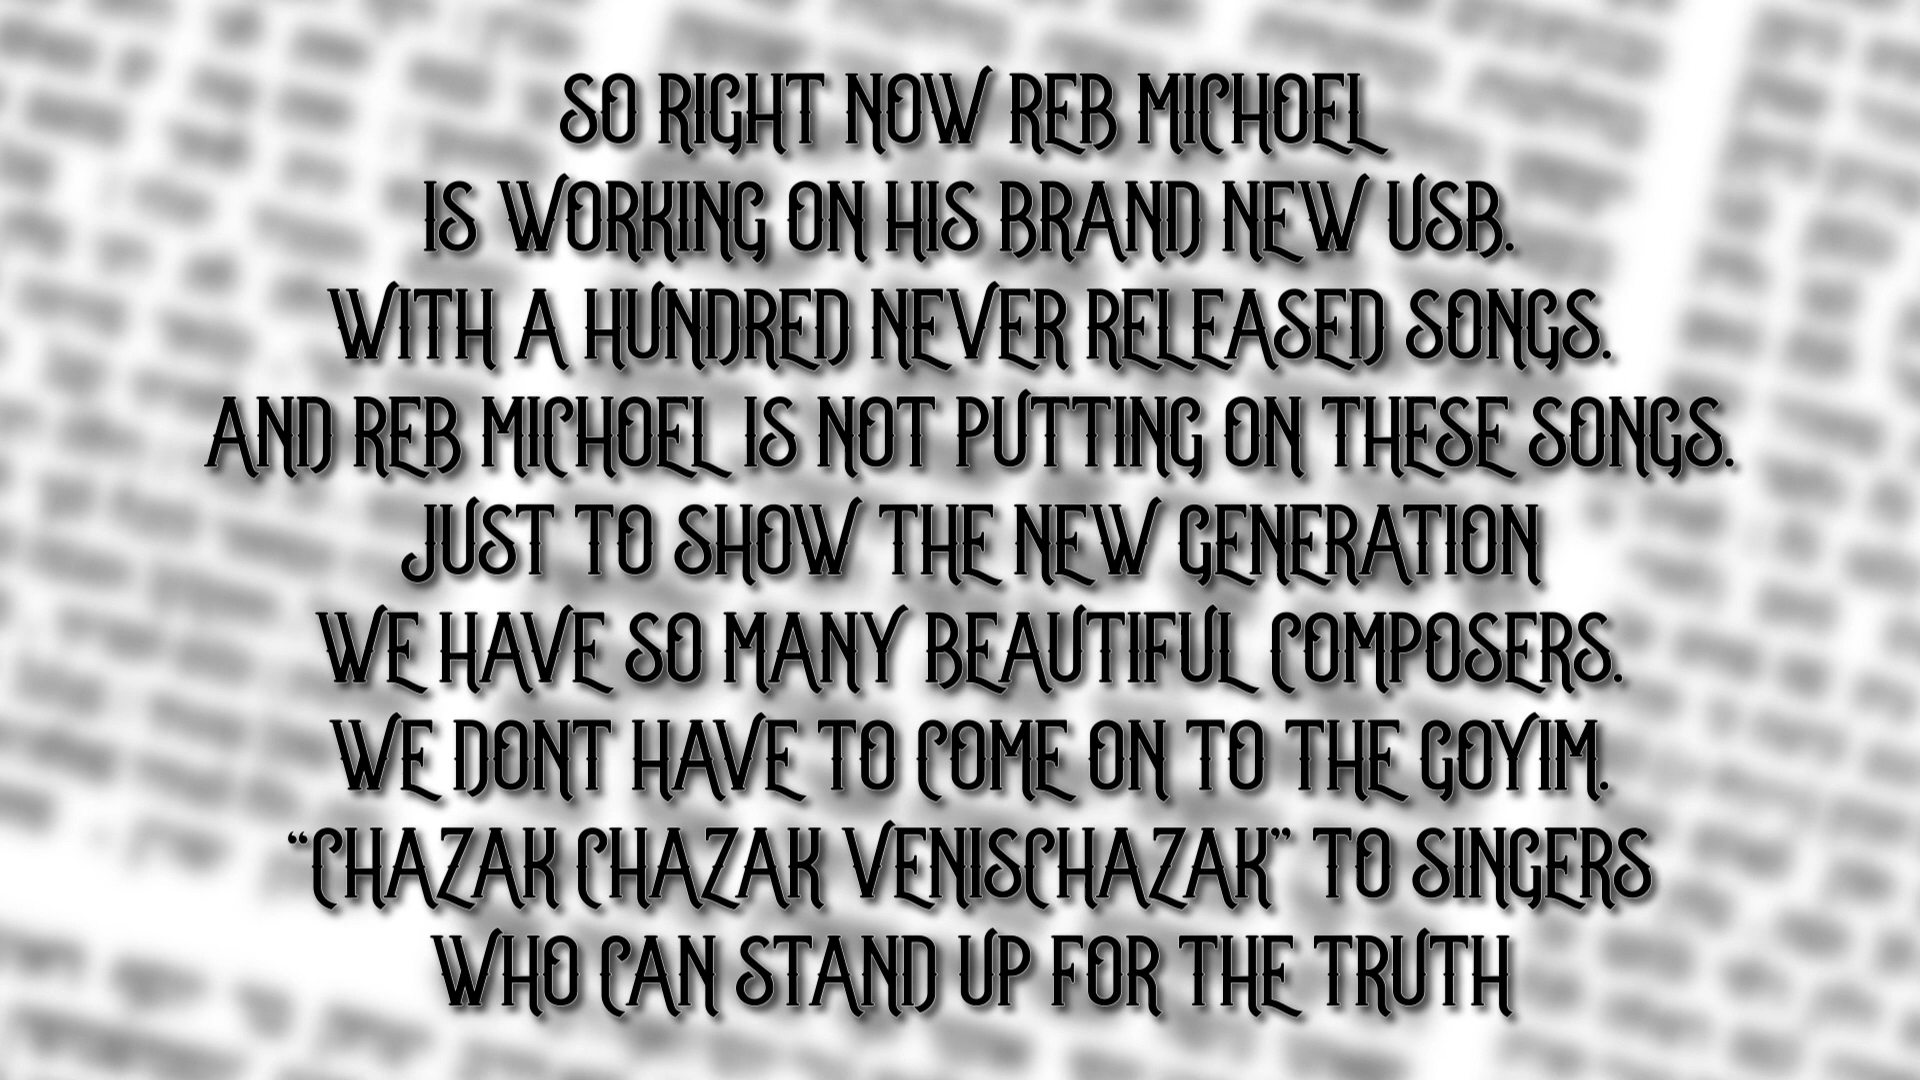 SO RIGHT NOW REB MICHOEL
IS WORKING ON HIS BRAND NEW USB.
WITH A HUNDRED NEVER RELEASED SONGS.
AND REB MICHOEL IS NOT PUTTING ON THESE SONGS.
JUST TO SHOW THE NEW GENERATION
WE HAVE SO MANY BEAUTIFUL COMPOSERS.
WE DONT HAVE TO COME ON TO THE GOYIM.
“CHAZAK CHAZAK VENISCHAZAK” TO SINGERS
WHO CAN STAND UP FOR THE TRUTH